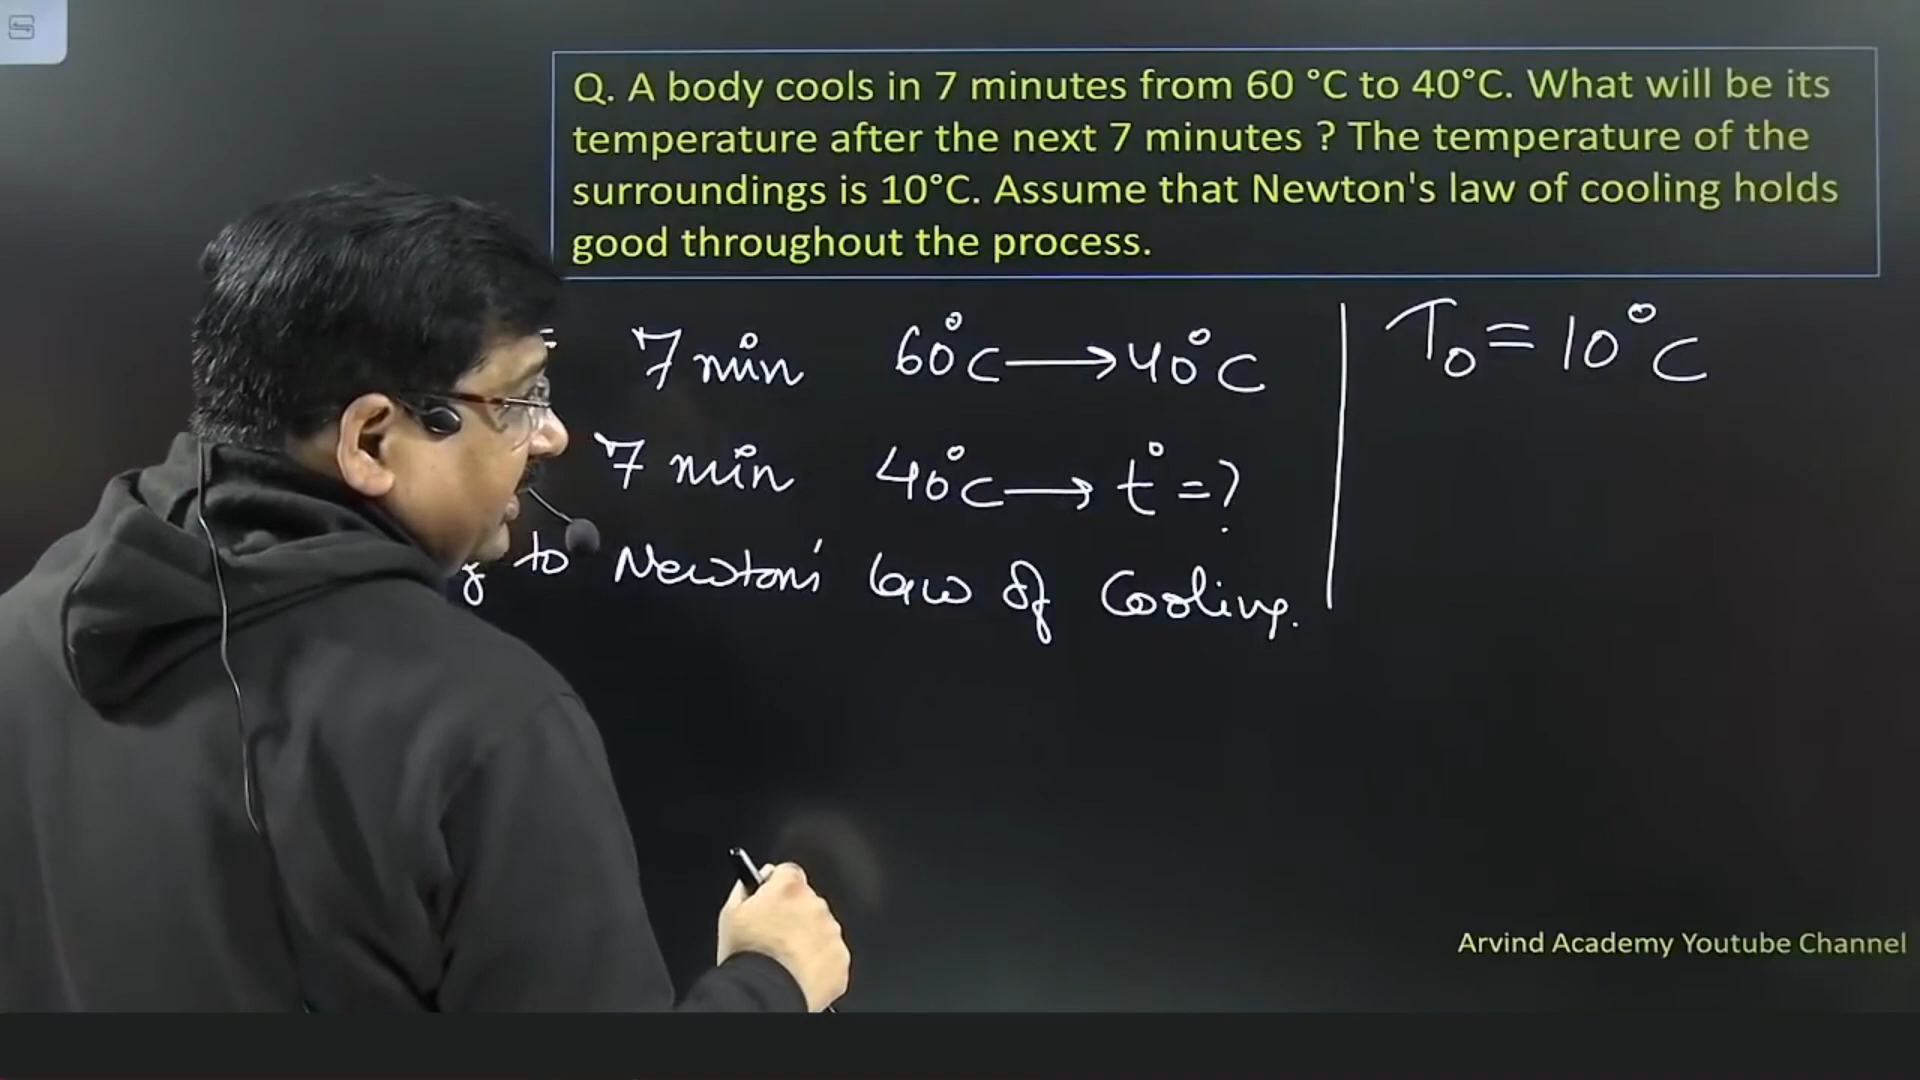 Q. A body cools in 7 minutes from 60 °C to 40°C. What will be its
temperature after the next 7 minutes ? The temperature of the
surroundings is 10°C. Assume that Newton's law of cooling holds
good throughout the process.
7 min 60°C → 40°C
T₀ = 10°C
7 min 40°C → t° = ?
to Newton's law of Cooling.
Arvind Academy Youtube Channel